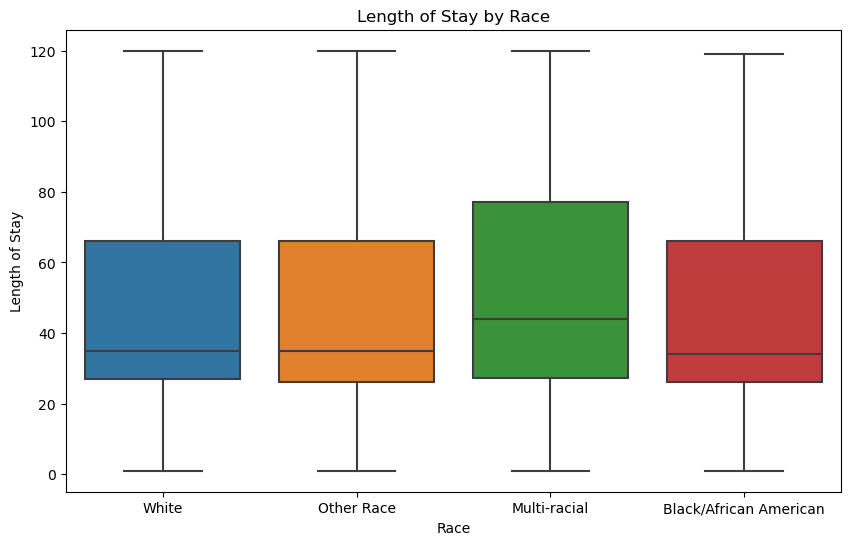 Length of Stay by Race
120
100
80
60
40
20
0
Length of Stay
White
Other Race
Multi-racial
Black/African American
Race